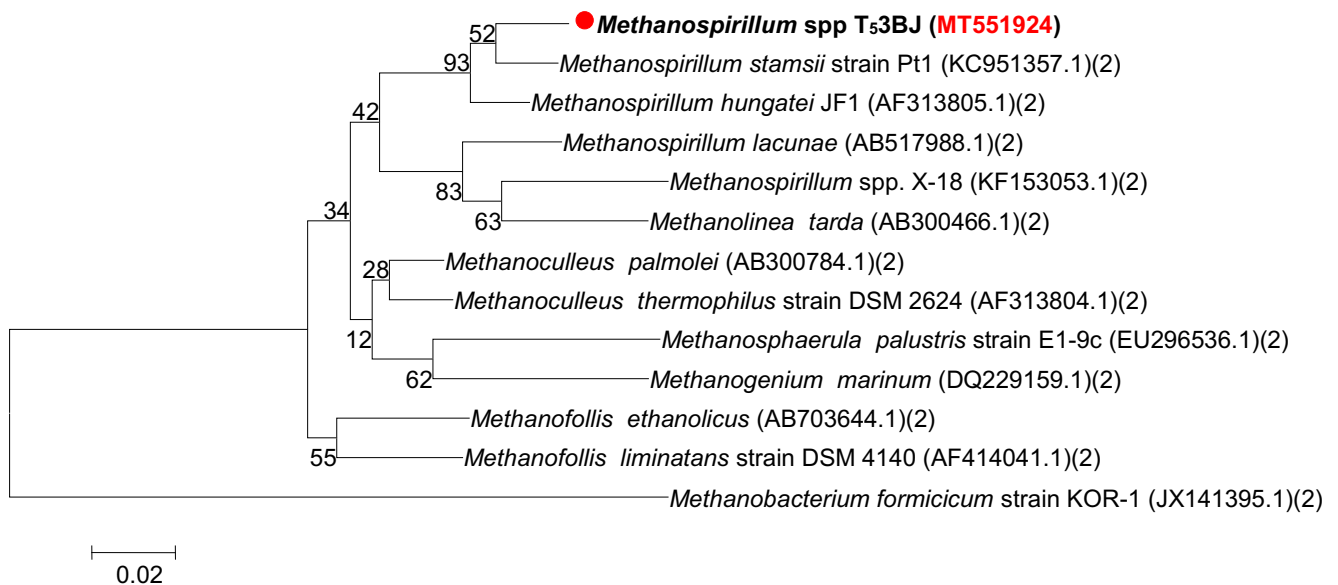 Methanospirillum spp T₅3BJ (MT551924)
52
Methanospirillum stamsii strain Pt1 (KC951357.1)(2)
93
Methanospirillum hungatei JF1 (AF313805.1)(2)
42
Methanospirillum lacunae (AB517988.1)(2)
Methanospirillum spp. X-18 (KF153053.1)(2)
83
34
63
Methanolinea tarda (AB300466.1)(2)
Methanoculleus palmolei (AB300784.1)(2)
28
Methanoculleus thermophilus strain DSM 2624 (AF313804.1)(2)
12
Methanosphaerula palustris strain E1-9c (EU296536.1)(2)
62
Methanogenium marinum (DQ229159.1)(2)
Methanofollis ethanolicus (AB703644.1)(2)
55
Methanofollis liminatans strain DSM 4140 (AF414041.1)(2)
Methanobacterium formicicum strain KOR-1 (JX141395.1)(2)
0.02